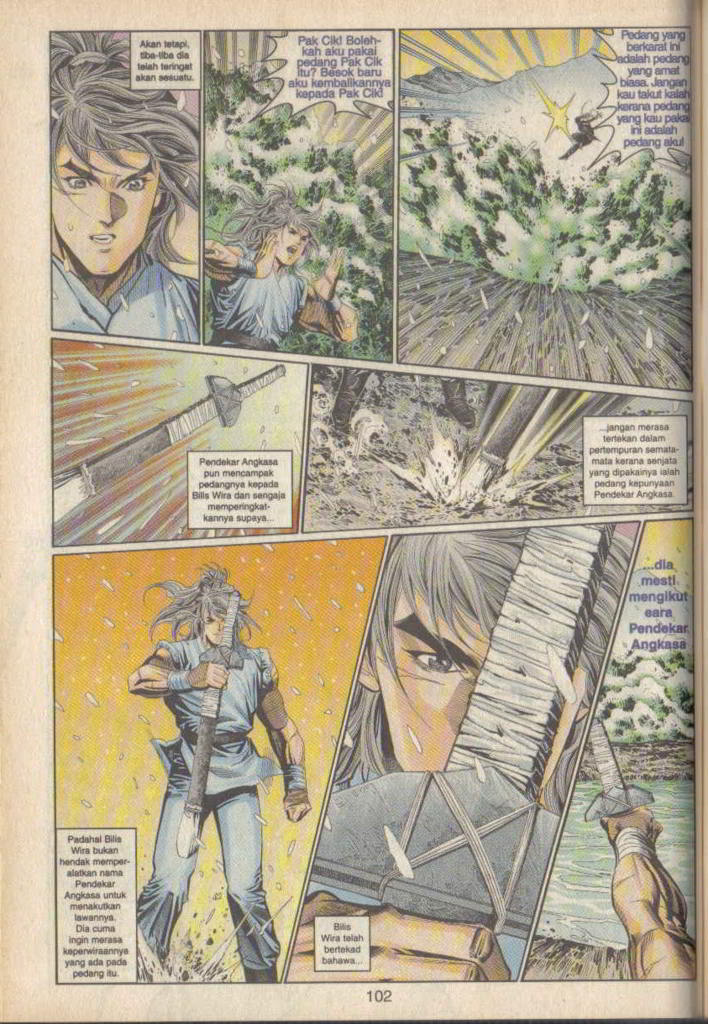 Akan tetapi,
tiba-tiba dia
telah teringat
akan sesuatu.
Pak Cik! Boleh-
kah aku pakai
pedang Pak Cik
itu? Besok baru
aku kembalikannya
kepada Pak Cik!
Pedang yang
berkarat ini
adalah pedang
yang amat
biasa. Jangan
kau takut kalah
kerana pedang
yang kau pakai
ini adalah
pedang aku!
Pendekar Angkasa
pun mencampak
pedangnya kepada
Bilis Wira dan sengaja
memperingkat-
kannya supaya...
...jangan merasa
tertekan dalam
pertempuran semata-
mata kerana senjata
yang dipakainya ialah
pedang kepunyaan
Pendekar Angkasa.
Padahal Bilis
Wira bukan
hendak memper-
alatkan nama
Pendekar
Angkasa untuk
menakutkan
lawannya.
Dia cuma
ingin merasa
keperwiraannya
yang ada pada
pedang itu.
Bilis
Wira telah
bertekad
bahawa...
...dia
mesti
mengikut
eara
Pendekar
Angkasa
102